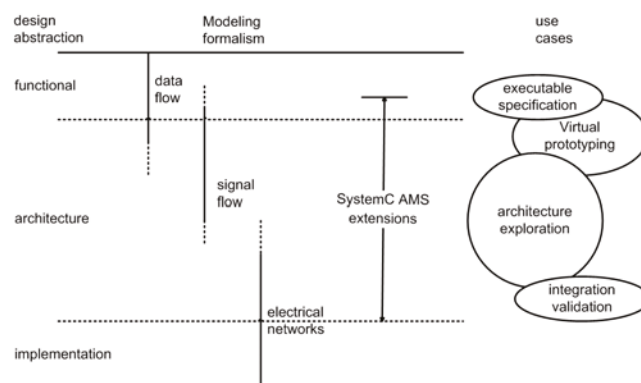 design
abstraction
Modeling
formalism
use
cases
functional
data
flow
executable
specification
Virtual
prototyping
signal
flow
SystemC AMS
extensions
architecture
architecture
exploration
integration
validation
electrical
networks
implementation